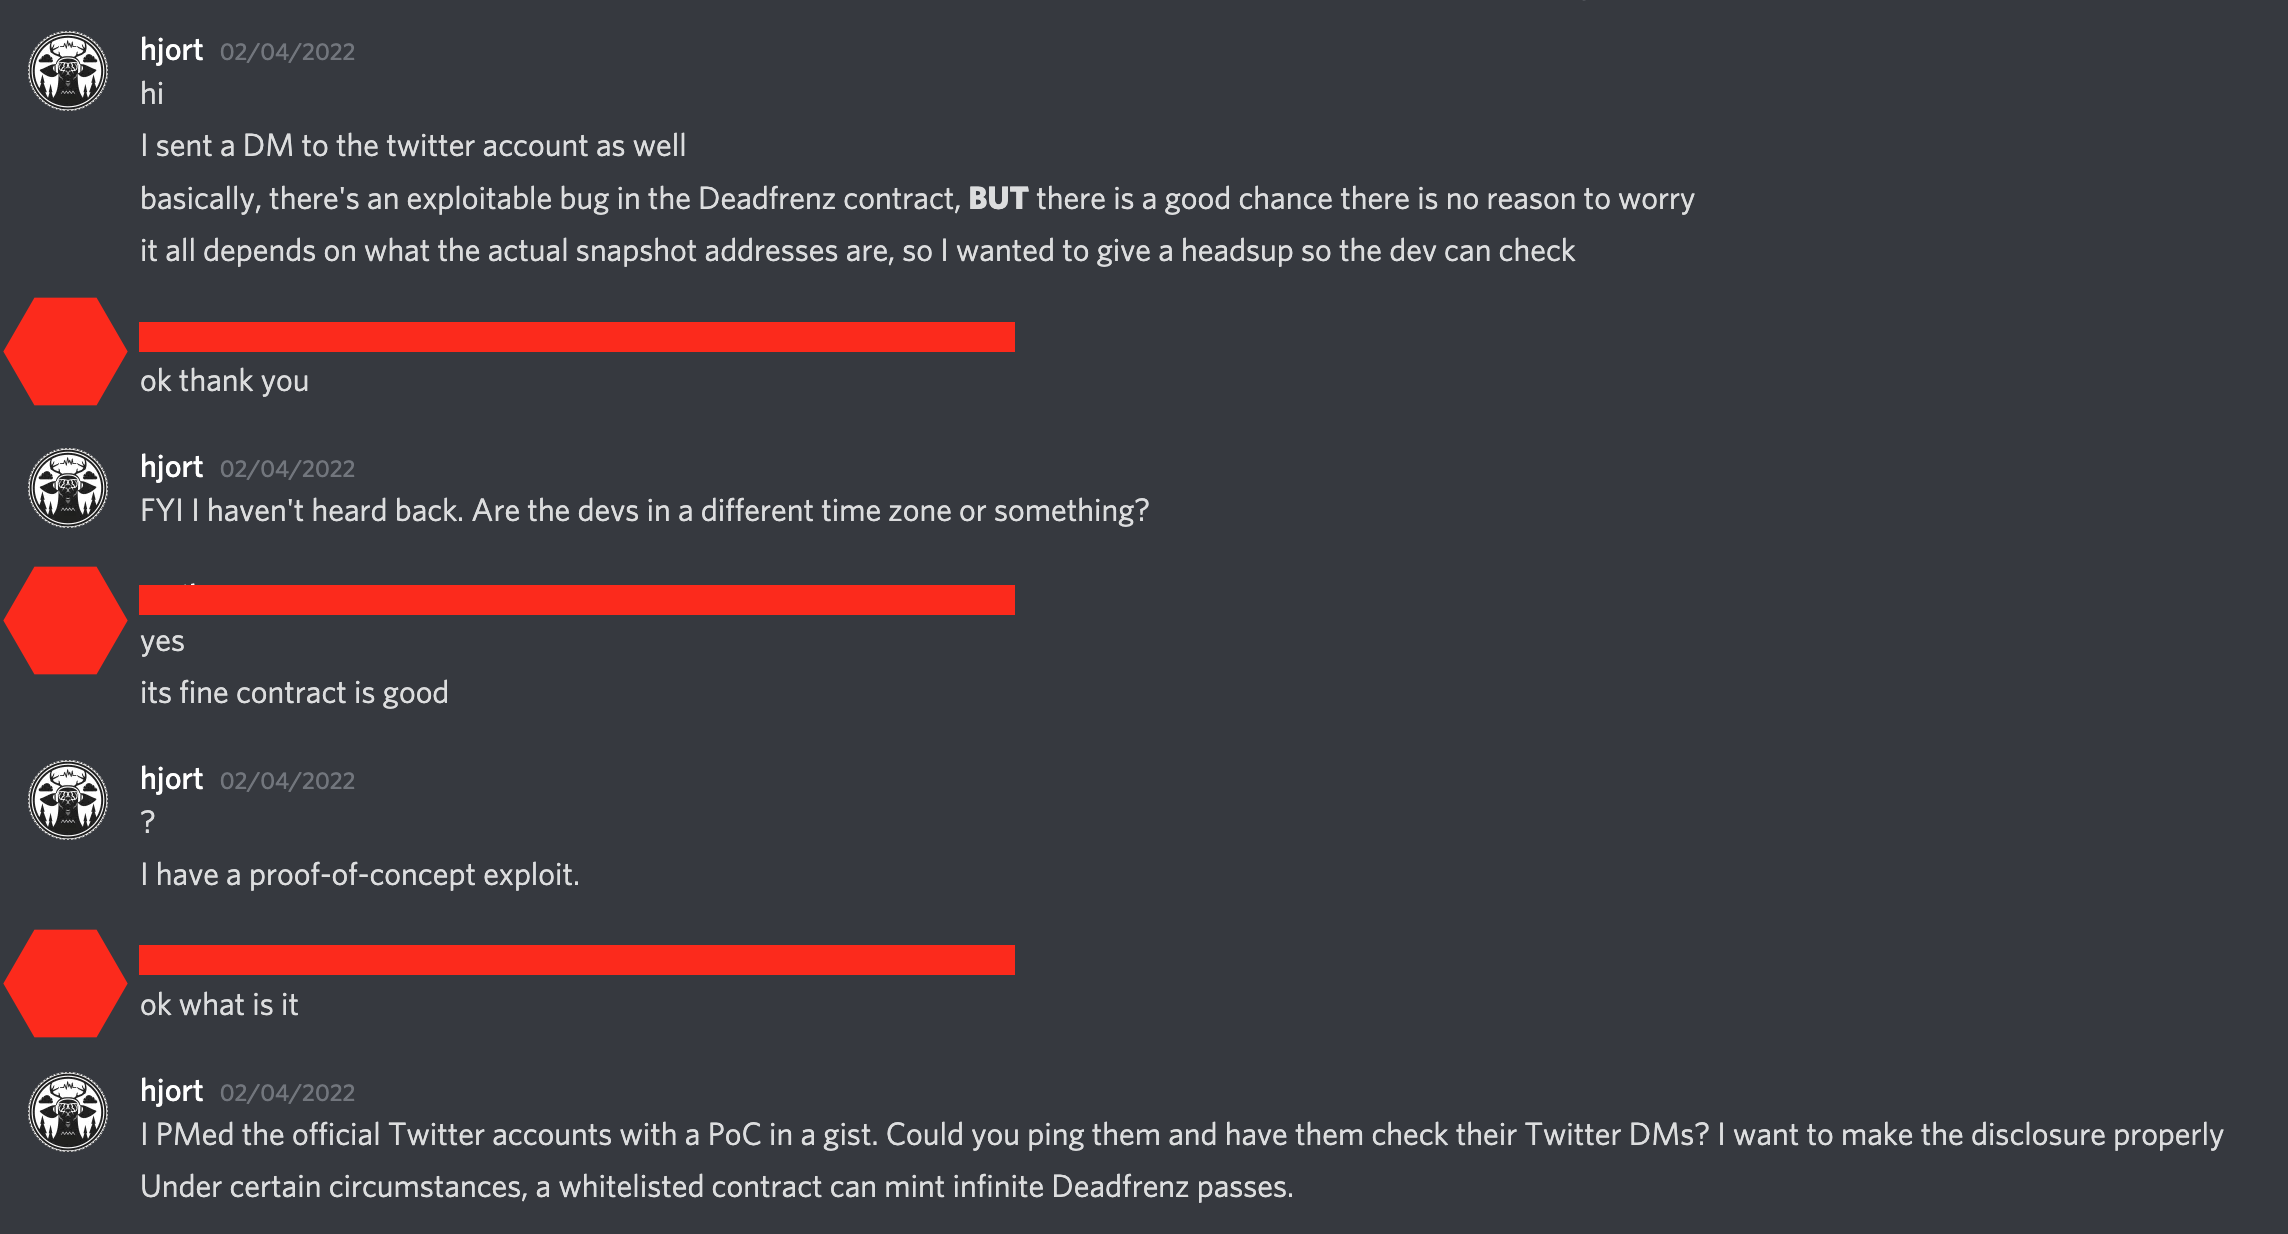 hjort 02/04/2022
hi
I sent a DM to the twitter account as well
basically, there's an exploitable bug in the Deadfrenz contract, BUT there is a good chance there is no reason to worry
it all depends on what the actual snapshot addresses are, so I wanted to give a headsup so the dev can check
ok thank you
hjort 02/04/2022
FYI I haven't heard back. Are the devs in a different time zone or something?
yes
its fine contract is good
hjort 02/04/2022
?
I have a proof-of-concept exploit.
ok what is it
hjort 02/04/2022
I PMed the official Twitter accounts with a PoC in a gist. Could you ping them and have them check their Twitter DMs? I want to make the disclosure properly
Under certain circumstances, a whitelisted contract can mint infinite Deadfrenz passes.